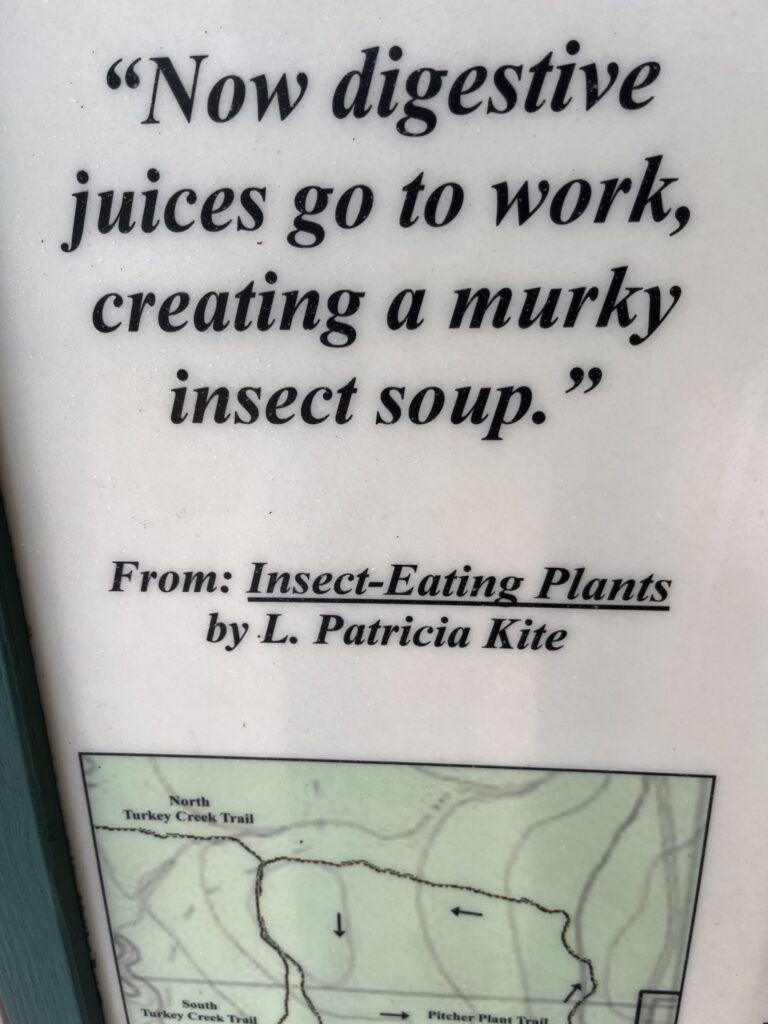 “Now digestive
juices go to work,
creating a murky
insect soup.”
From: Insect-Eating Plants
by L. Patricia Kite
North
Turkey Creek Trail
South
Turkey Creek Trail
Pitcher Plant Trail